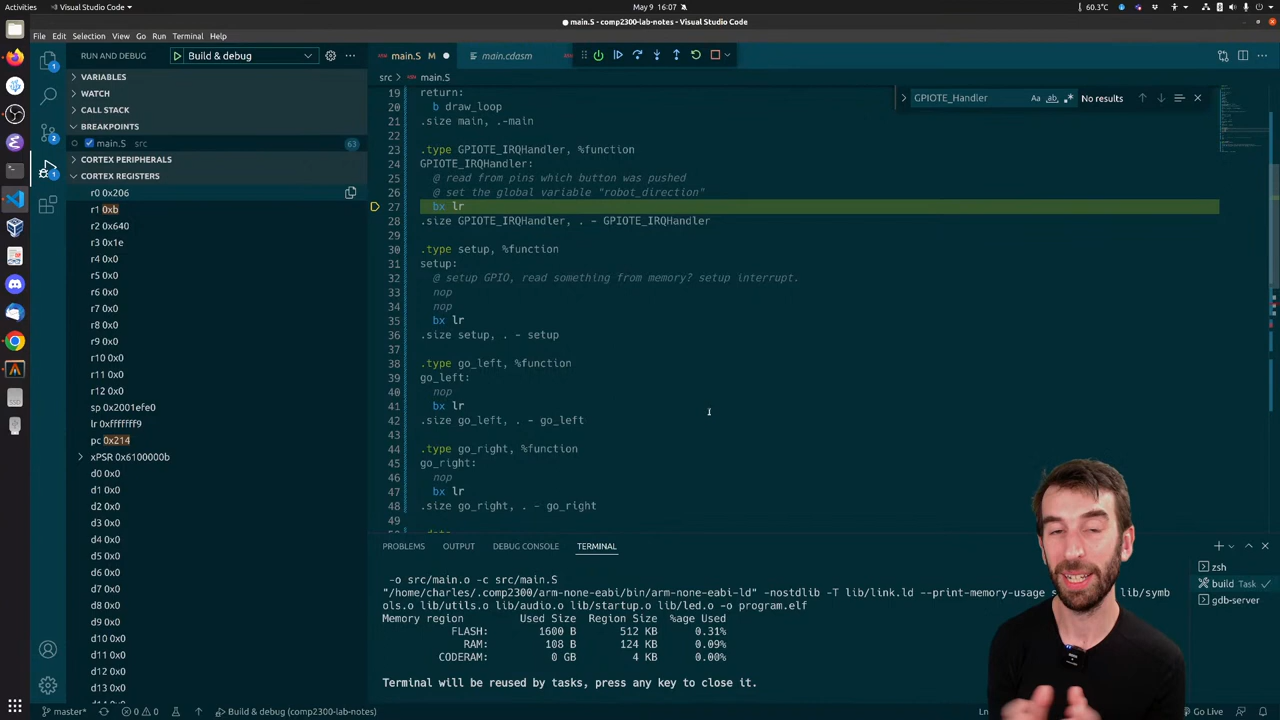 Activities
Visual Studio Code
May 9 16:07
60.3°C
main.S - comp2300-lab-notes - Visual Studio Code
File Edit Selection View Go Run Terminal Help
RUN AND DEBUG
Build & debug
main.S M
main.cdasm
src > main.S
GPIOTE_Handler
Aa
ab
No results
VARIABLES
WATCH
CALL STACK
BREAKPOINTS
main.S src 63
CORTEX PERIPHERALS
CORTEX REGISTERS
r0 0x206
r1 0xb
r2 0x640
r3 0x1e
r4 0x0
r5 0x0
r6 0x0
r7 0x0
r8 0x0
r9 0x0
r10 0x0
r11 0x0
r12 0x0
sp 0x2001efe0
lr 0xfffffff9
pc 0x214
xPSR 0x6100000b
d0 0x0
d1 0x0
d2 0x0
d3 0x0
d4 0x0
d5 0x0
d6 0x0
d7 0x0
d8 0x0
d9 0x0
d10 0x0
d11 0x0
d12 0x0
d13 0x0
19 return:
20 b draw_loop
21 .size main, .-main
22
23 .type GPIOTE_IRQHandler, %function
24 GPIOTE_IRQHandler:
25 @ read from pins which button was pushed
26 @ set the global variable "robot_direction"
27 bx lr
28 .size GPIOTE_IRQHandler, . - GPIOTE_IRQHandler
29
30 .type setup, %function
31 setup:
32 @ setup GPIO, read something from memory? setup interrupt.
33 nop
34 nop
35 bx lr
36 .size setup, . - setup
37
38 .type go_left, %function
39 go_left:
40 nop
41 bx lr
42 .size go_left, . - go_left
43
44 .type go_right, %function
45 go_right:
46 nop
47 bx lr
48 .size go_right, . - go_right
49
PROBLEMS OUTPUT DEBUG CONSOLE TERMINAL
-o src/main.o -c src/main.S
"/home/charles/.comp2300/arm-none-eabi/bin/arm-none-eabi-ld" -nostdlib -T lib/link.ld --print-memory-usage s lib/symb
ols.o lib/utils.o lib/audio.o lib/startup.o lib/led.o -o program.elf
Memory region Used Size Region Size %age Used
FLASH: 1600 B 512 KB 0.31%
RAM: 108 B 124 KB 0.09%
CODERAM: 0 GB 4 KB 0.00%
Terminal will be reused by tasks, press any key to close it.
zsh
build Task
gdb-server
master*
0 0
Build & debug (comp2300-lab-notes)
Ln
Go Live